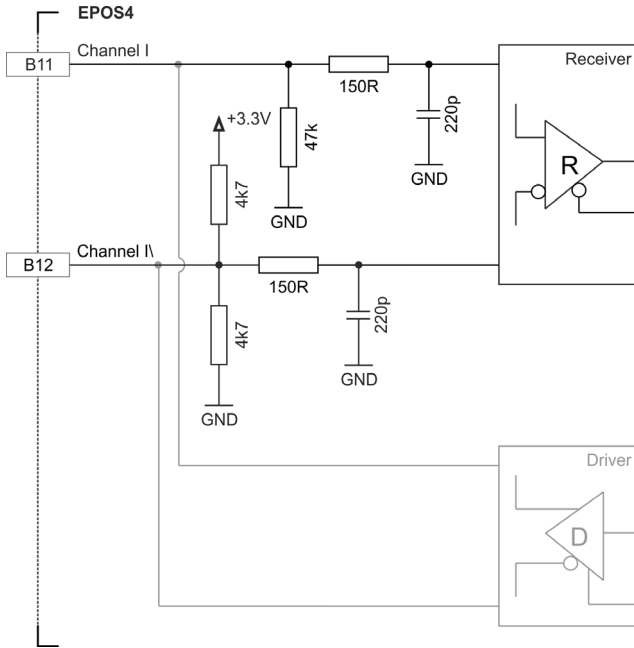 EPOS4
Channel I
Receiver
B11
150R
220p
+3.3V
47k
R
4k7
GND
GND
Channel I\
B12
150R
4k7
220p
GND
GND
Driver
D